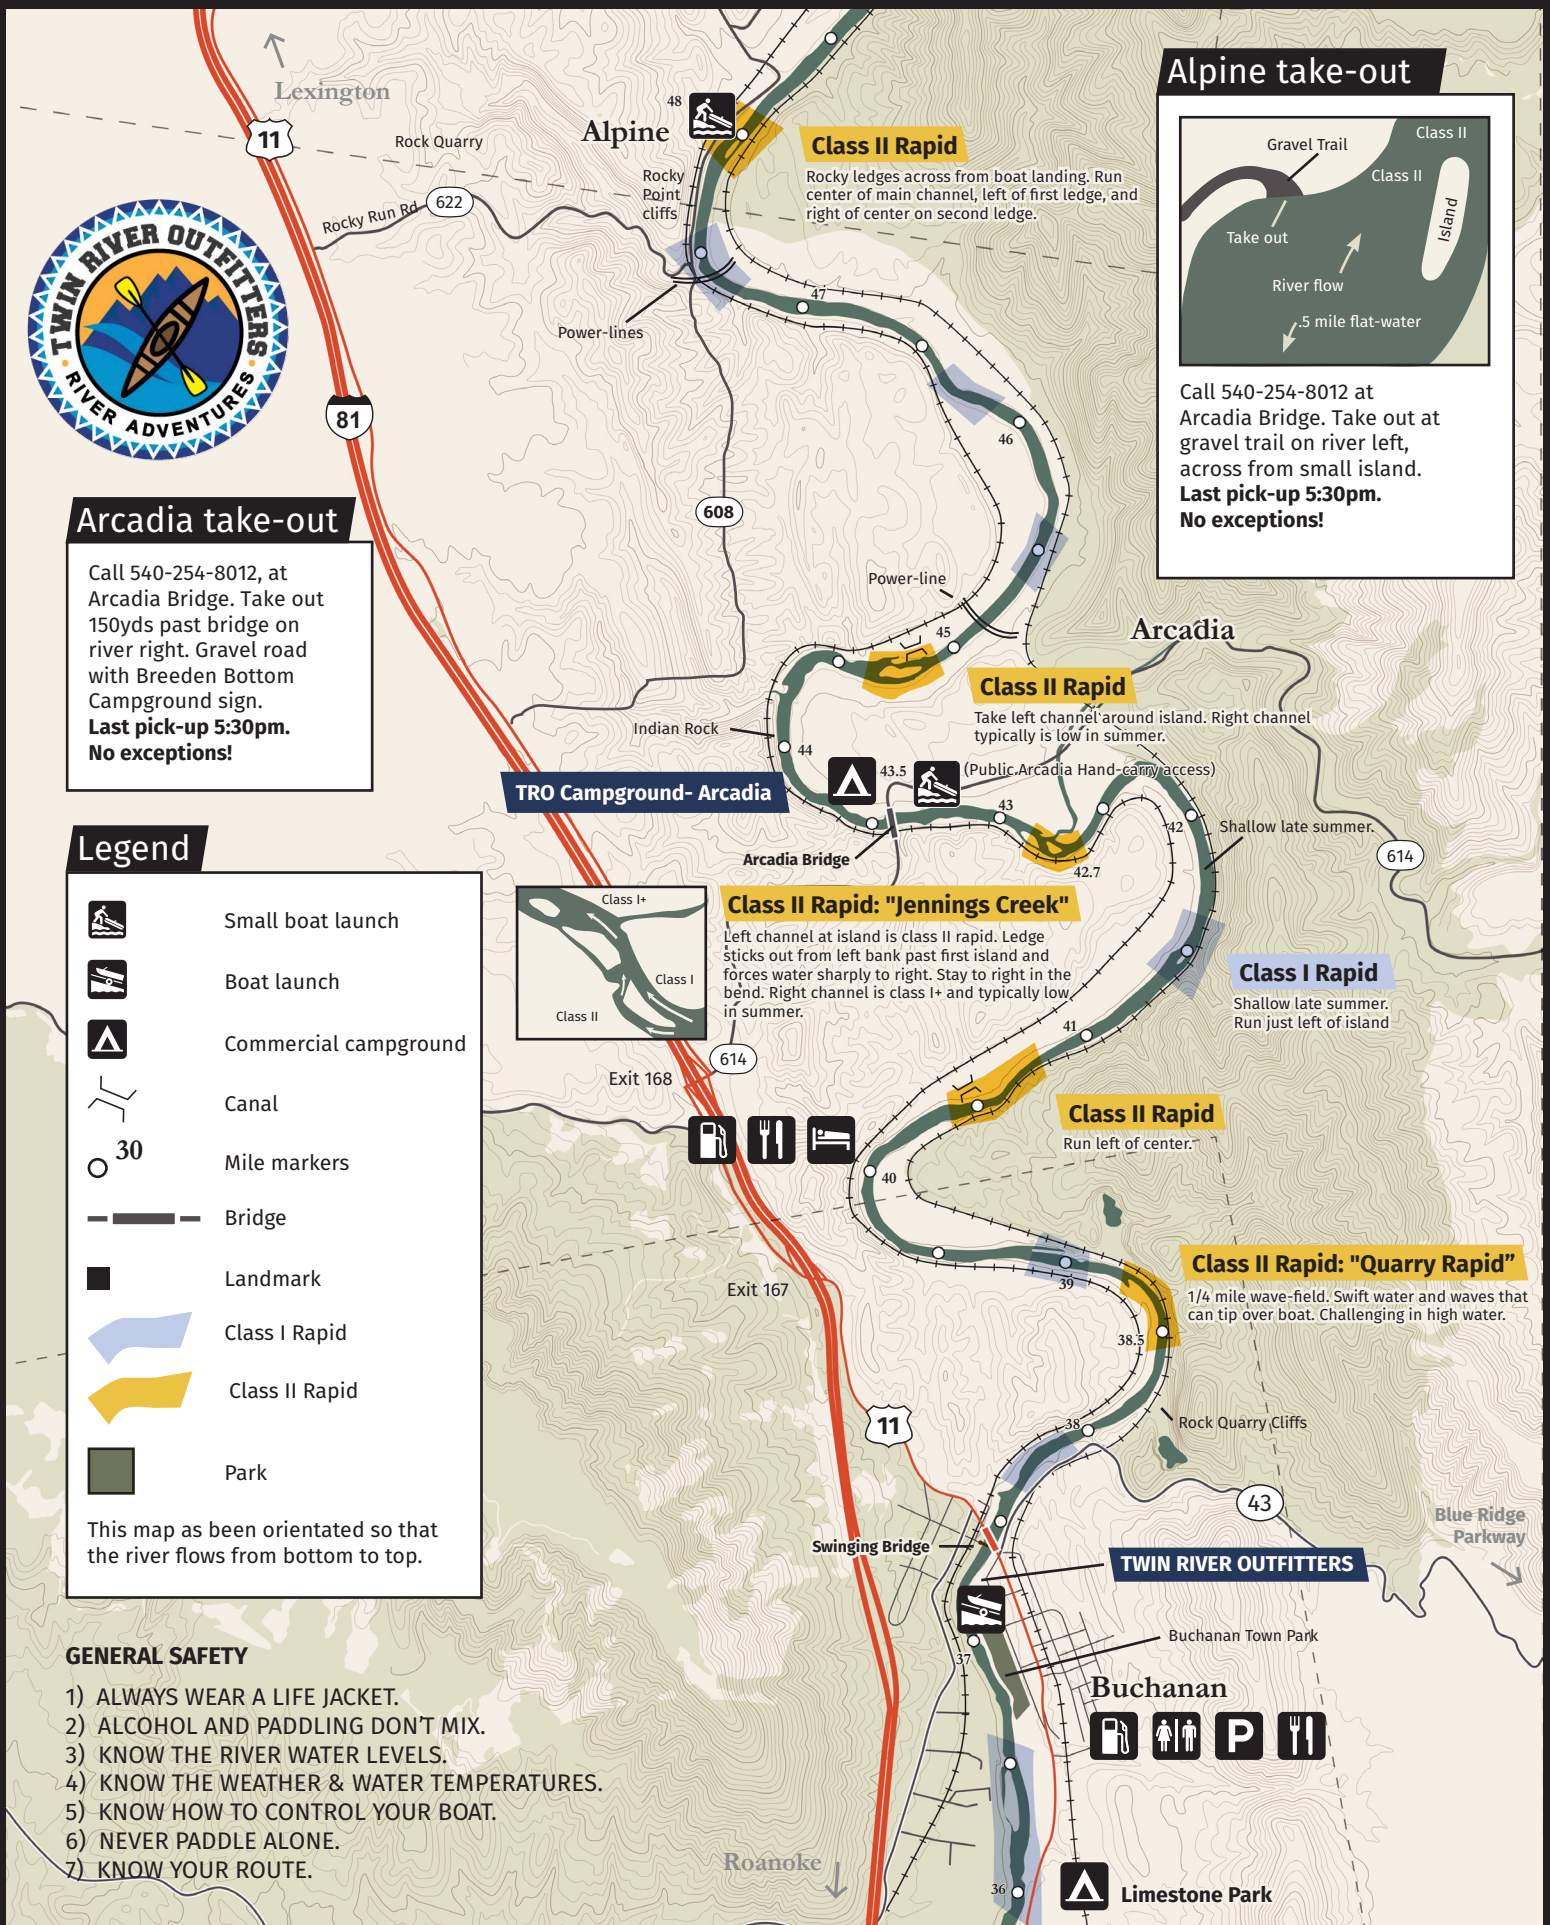 Lexington
11
Rock Quarry
Rocky Run Rd
622
48
Alpine
Rocky
Point
cliffs
Class II Rapid
Rocky ledges across from boat landing. Run
center of main channel, left of first ledge, and
right of center on second ledge.
Alpine take-out
Class II
Gravel Trail
Class II
Island
Take out
River flow
.5 mile flat-water
Call 540-254-8012 at
Arcadia Bridge. Take out at
gravel trail on river left,
across from small island.
Last pick-up 5:30pm.
No exceptions!
TWIN RIVER OUTFITTERS
RIVER ADVENTURES
47
Power-lines
81
46
608
Arcadia take-out
Call 540-254-8012, at
Arcadia Bridge. Take out
150yds past bridge on
river right. Gravel road
with Breeden Bottom
Campground sign.
Last pick-up 5:30pm.
No exceptions!
Power-line
45
Arcadia
Class II Rapid
Take left channel around island. Right channel
typically is low in summer.
Indian Rock
44
43.5
(Public Arcadia Hand-carry access)
TRO Campground- Arcadia
43
42
Shallow late summer.
614
Arcadia Bridge
42.7
Class I+
Class I
Class II
Class II Rapid: "Jennings Creek"
Left channel at island is class II rapid. Ledge
sticks out from left bank past first island and
forces water sharply to right. Stay to right in the
bend. Right channel is class I+ and typically low
in summer.
Class I Rapid
Shallow late summer.
Run just left of island
41
614
Exit 168
Class II Rapid
Run left of center.
40
Legend
Small boat launch
Boat launch
Commercial campground
Canal
30
Mile markers
Bridge
Landmark
Class I Rapid
Class II Rapid
Park
This map as been orientated so that
the river flows from bottom to top.
39
Class II Rapid: "Quarry Rapid”
1/4 mile wave-field. Swift water and waves that
can tip over boat. Challenging in high water.
Exit 167
38.5
11
38
Rock Quarry Cliffs
43
Blue Ridge
Parkway
Swinging Bridge
TWIN RIVER OUTFITTERS
Buchanan Town Park
37
Buchanan
P
GENERAL SAFETY
1) ALWAYS WEAR A LIFE JACKET.
2) ALCOHOL AND PADDLING DON'T MIX.
3) KNOW THE RIVER WATER LEVELS.
4) KNOW THE WEATHER & WATER TEMPERATURES.
5) KNOW HOW TO CONTROL YOUR BOAT.
6) NEVER PADDLE ALONE.
7) KNOW YOUR ROUTE.
Roanoke
36
Limestone Park